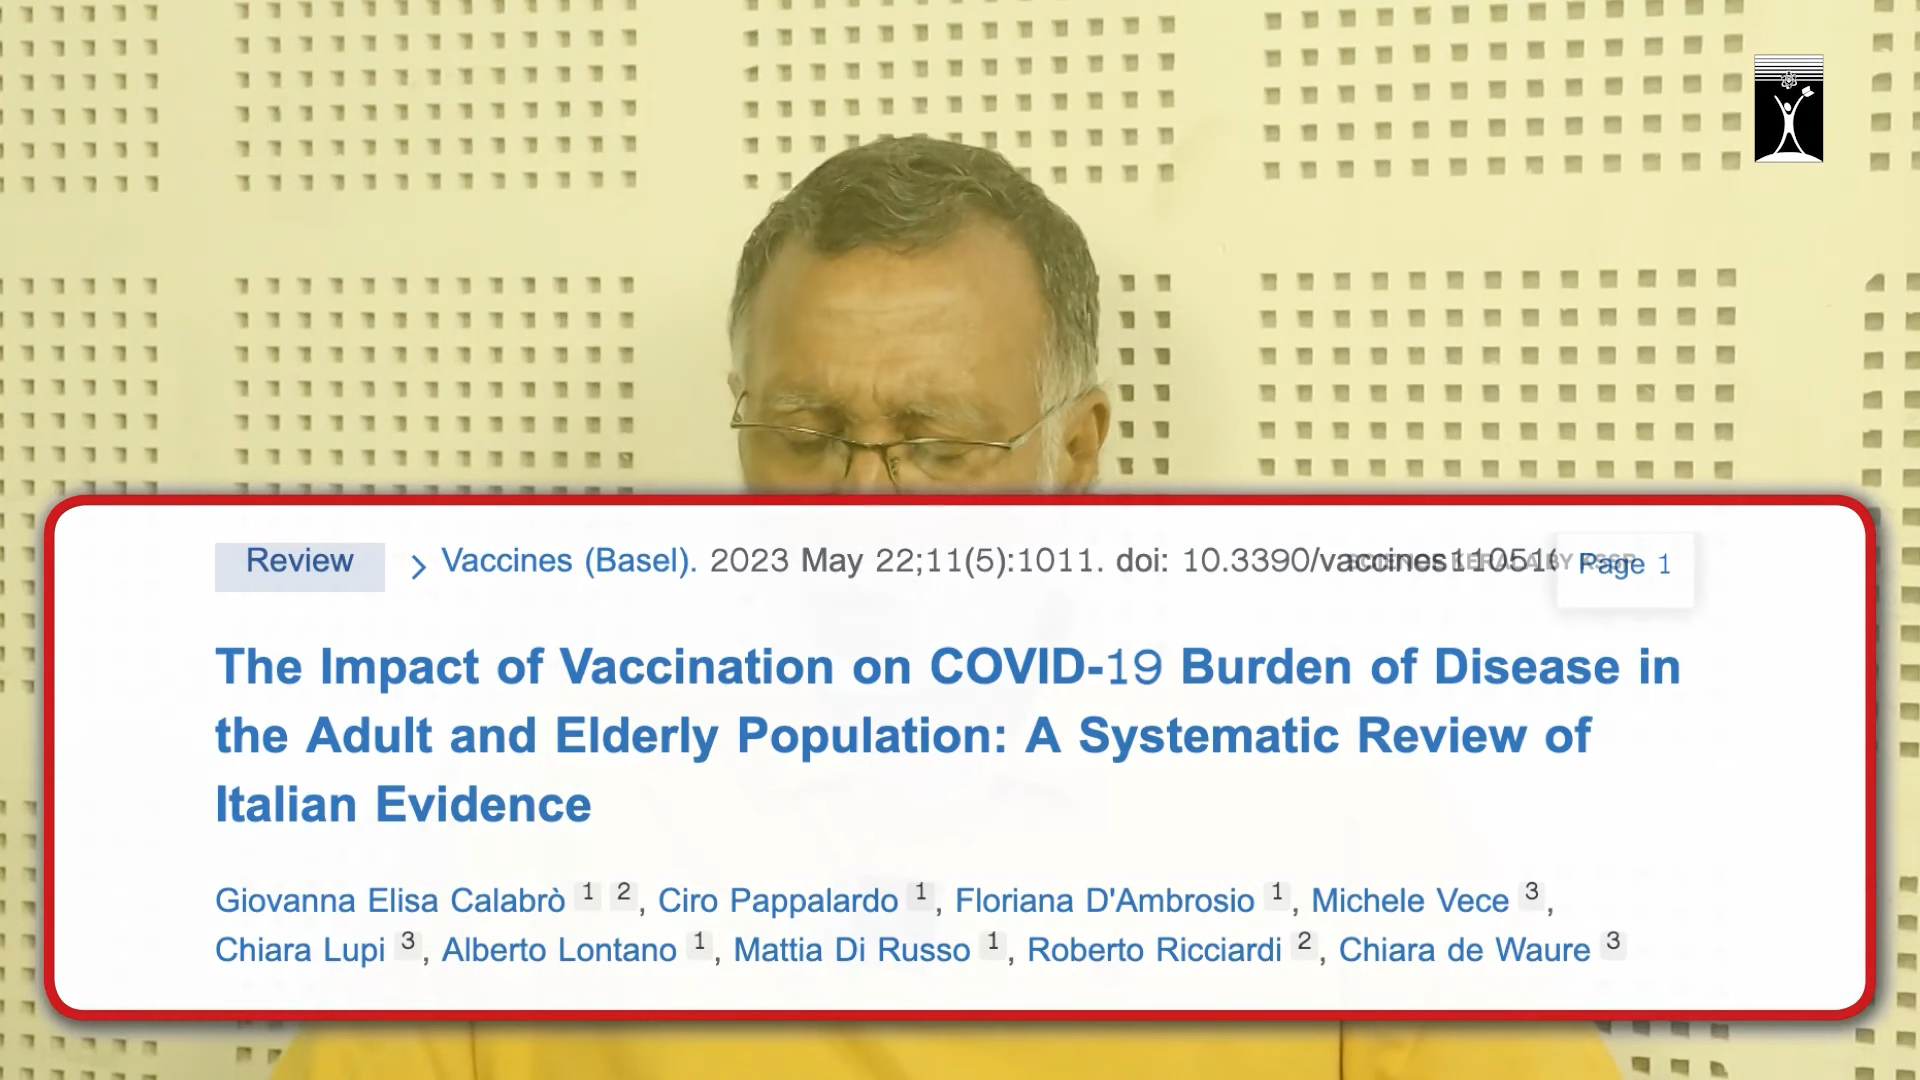 Review > Vaccines (Basel). 2023 May 22;11(5):1011. doi: 10.3390/vaccines110510 Page 1
The Impact of Vaccination on COVID-19 Burden of Disease in
the Adult and Elderly Population: A Systematic Review of
Italian Evidence
Giovanna Elisa Calabrò 1 2, Ciro Pappalardo 1, Floriana D'Ambrosio 1, Michele Vece 3,
Chiara Lupi 3, Alberto Lontano 1, Mattia Di Russo 1, Roberto Ricciardi 2, Chiara de Waure 3